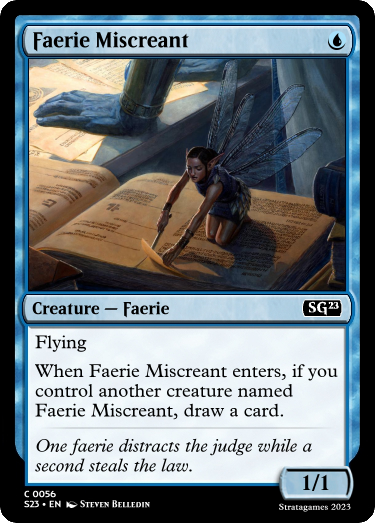 Faerie Miscreant
Creature — Faerie
SG23
Flying
When Faerie Miscreant enters, if you
control another creature named
Faerie Miscreant, draw a card.
One faerie distracts the judge while a
second steals the law.
1/1
C 0056
S23 • EN Steven Belledin
Stratagames 2023